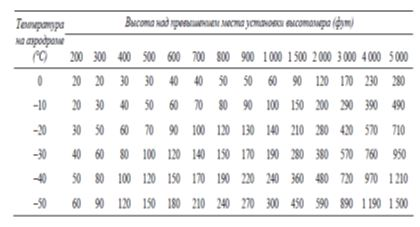 Температура на аэродроме (°C) Высота над превышением места установки высотомера (фут)
200 300 400 500 600 700 800 900 1 000 1 500 2 000 3 000 4 000 5 000
0 20 20 30 30 40 40 50 50 60 90 120 170 230 280
−10 20 30 40 50 60 70 80 90 100 150 200 290 390 490
−20 30 50 60 70 90 100 120 130 140 210 280 420 570 710
−30 40 60 80 100 120 140 150 170 190 280 380 570 760 950
−40 50 80 100 120 150 170 190 220 240 360 480 720 970 1 210
−50 60 90 120 150 180 210 240 270 300 450 590 890 1 190 1 500